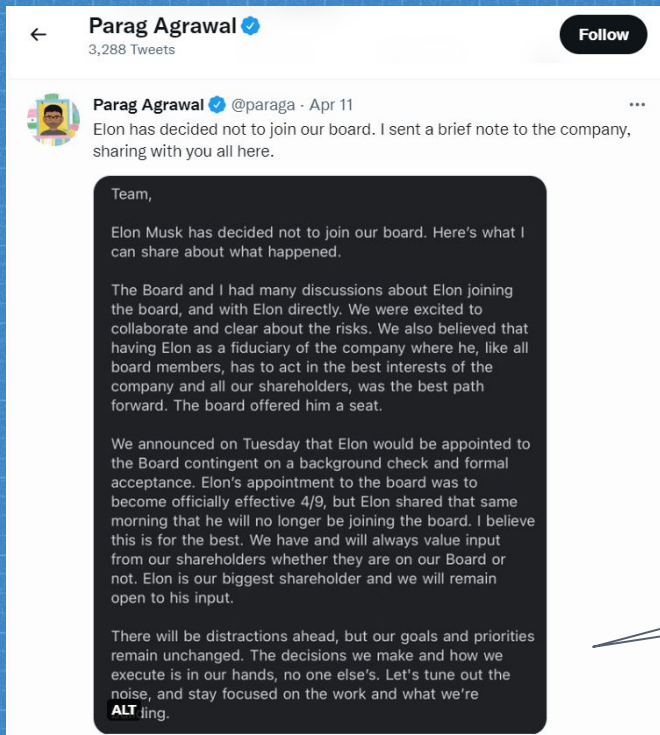 Parag Agrawal
3,288 Tweets
Follow
Parag Agrawal @paraga · Apr 11
Elon has decided not to join our board. I sent a brief note to the company,
sharing with you all here.
Team,
Elon Musk has decided not to join our board. Here's what I
can share about what happened.
The Board and I had many discussions about Elon joining
the board, and with Elon directly. We were excited to
collaborate and clear about the risks. We also believed that
having Elon as a fiduciary of the company where he, like all
board members, has to act in the best interests of the
company and all our shareholders, was the best path
forward. The board offered him a seat.
We announced on Tuesday that Elon would be appointed to
the Board contingent on a background check and formal
acceptance. Elon's appointment to the board was to
become officially effective 4/9, but Elon shared that same
morning that he will no longer be joining the board. I believe
this is for the best. We have and will always value input
from our shareholders whether they are on our Board or
not. Elon is our biggest shareholder and we will remain
open to his input.
There will be distractions ahead, but our goals and priorities
remain unchanged. The decisions we make and how we
execute is in our hands, no one else's. Let's tune out the
noise, and stay focused on the work and what we're
ALT